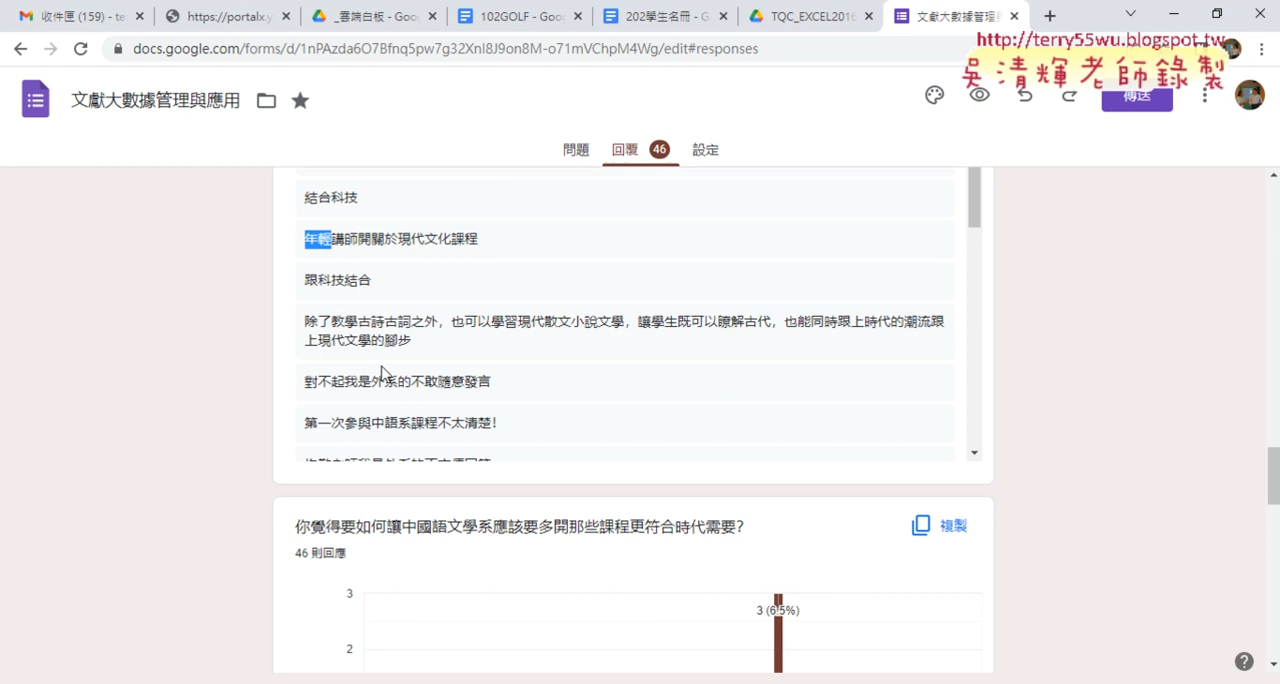 收件匣 (159) - te
https://portalx.y
_雲端白板 - Goo
102GOLF - Goog
202學生名冊 - G
TQC_EXCEL2016
文獻大數據管理與
docs.google.com/forms/d/1nPAzda6O7Bfnq5pw7g32XnI8J9on8M-o71mVChpM4Wg/edit#responses
http://terry55wu.blogspot.tw
吳清輝老師錄製
文獻大數據管理與應用
傳送
問題
回覆 46
設定
結合科技
年輕講師開關於現代文化課程
跟科技結合
除了教學古詩古詞之外，也可以學習現代散文小說文學，讓學生既可以瞭解古代，也能同時跟上時代的潮流跟
上現代文學的腳步
對不起我是外系的不敢隨意發言
第一次參與中語系課程不太清楚!
你覺得要如何讓中國語文學系應該要多開那些課程更符合時代需要?
複製
46 則回應
3
3 (6.5%)
2